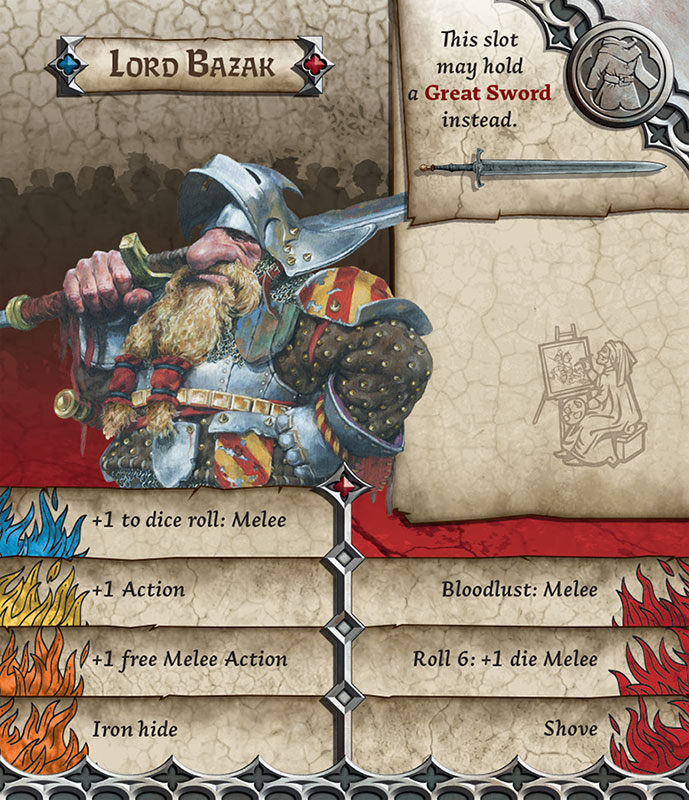 Lord Bazak
This slot
may hold
a Great Sword
instead.
+1 to dice roll: Melee
+1 Action
Bloodlust: Melee
+1 free Melee Action
Roll 6: +1 die Melee
Iron hide
Shove